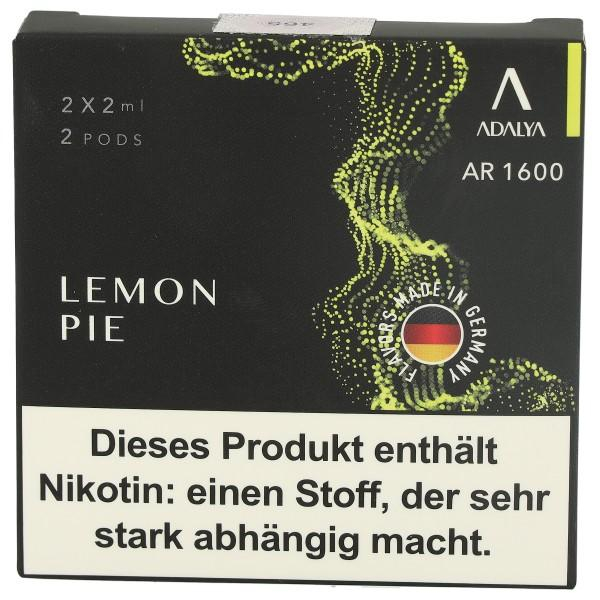 2 X 2 ml
2 PODS
ADALYA
AR 1600
LEMON
PIE
FLAVORS MADE IN GERMANY
Dieses Produkt enthält
Nikotin: einen Stoff, der sehr
stark abhängig macht.